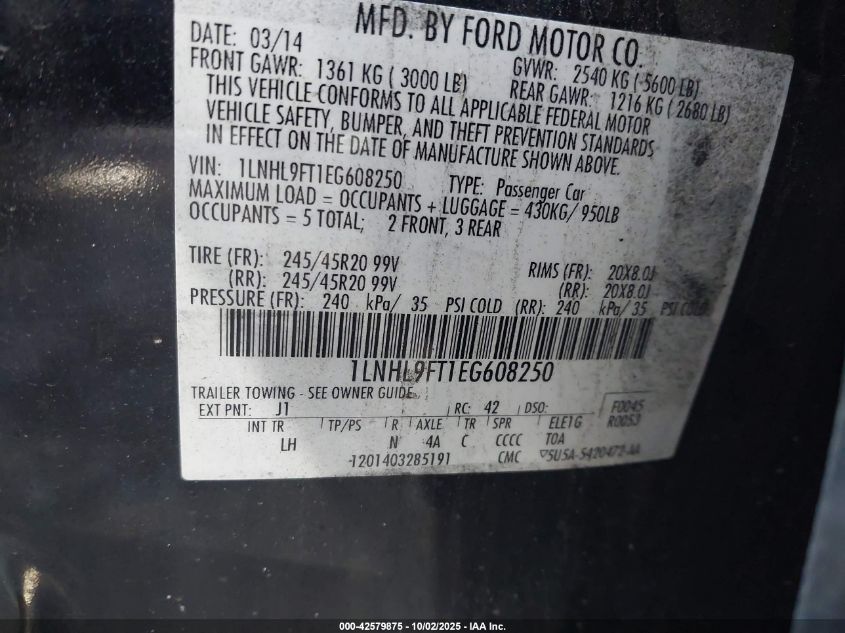 MFD. BY FORD MOTOR CO.
DATE: 03/14 GVWR: 2540 KG ( 5600 LB)
FRONT GAWR: 1361 KG ( 3000 LB) REAR GAWR: 1216 KG ( 2680 LB)
THIS VEHICLE CONFORMS TO ALL APPLICABLE FEDERAL MOTOR
VEHICLE SAFETY, BUMPER, AND THEFT PREVENTION STANDARDS
IN EFFECT ON THE DATE OF MANUFACTURE SHOWN ABOVE.
VIN: 1LNHL9FT1EG608250 TYPE: Passenger Car
MAXIMUM LOAD = OCCUPANTS + LUGGAGE = 430KG/ 950LB
OCCUPANTS = 5 TOTAL; 2 FRONT, 3 REAR
TIRE (FR): 245/45R20 99V RIMS (FR): 20X8.0J
(RR): 245/45R20 99V (RR): 20X8.0J
PRESSURE (FR): 240 kPa/ 35 PSI COLD (RR): 240 kPa/ 35 PSI COLD
1LNHL9FT1EG608250
TRAILER TOWING - SEE OWNER GUIDE
EXT PNT: J1 RC: 42 DSO: F0045
R0053
INT TR TP/PS R AXLE TR SPR ELE1G
LH N 4A C CCCC TOA
1201403285191 CMC 5U5A-5420472-AA
000-42579875 - 10/02/2025 - IAA Inc.